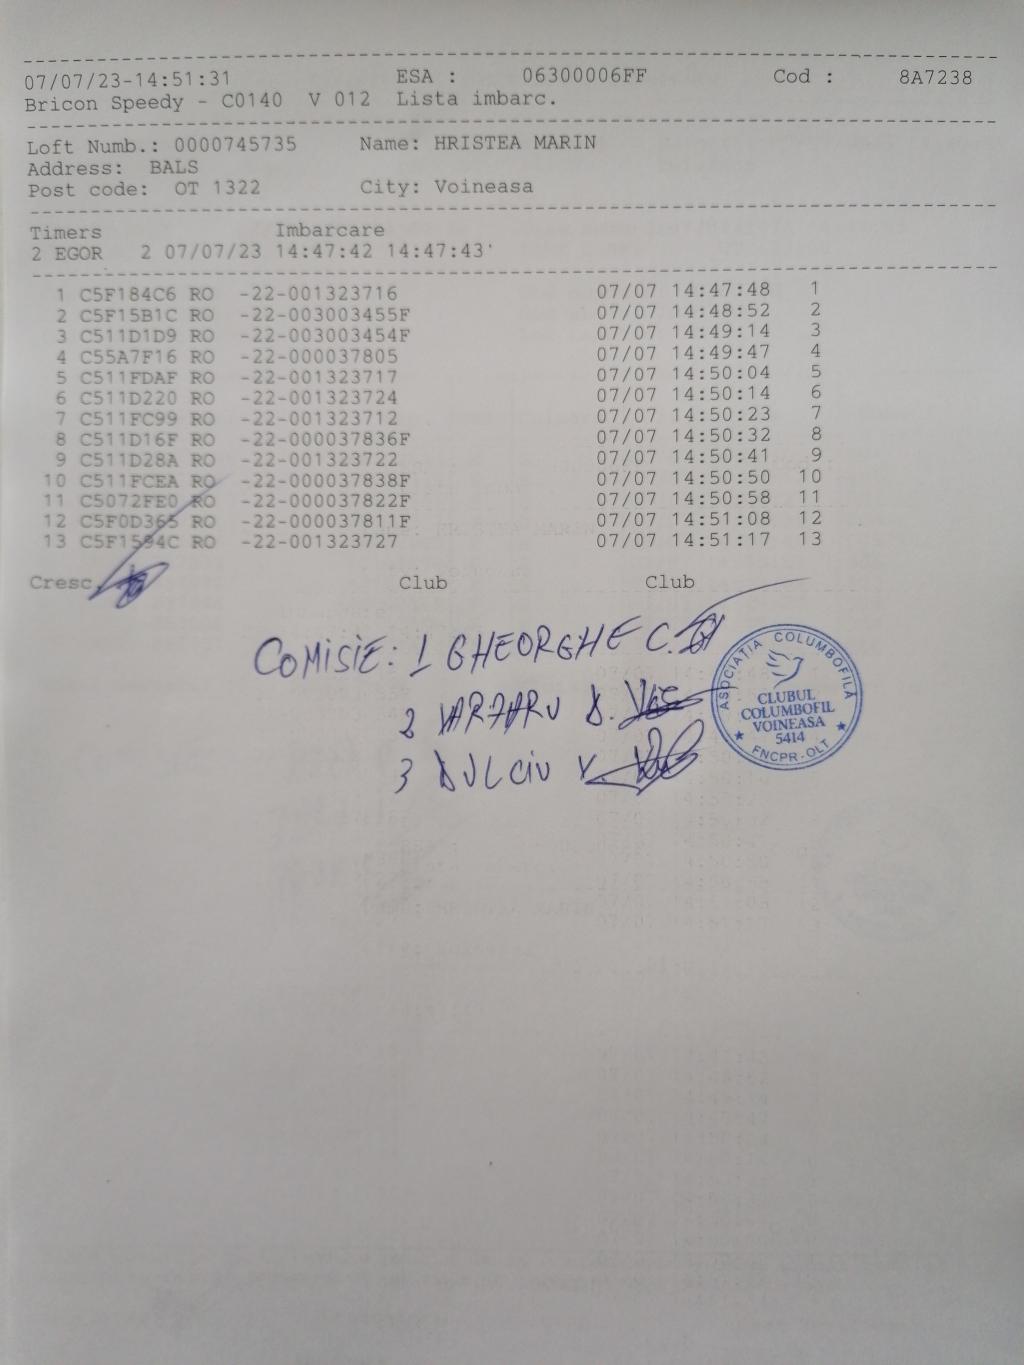 07/07/23-14:51:31 ESA : 06300006FF Cod : 8A7238
Bricon Speedy - C0140 V 012 Lista imbarc.
Loft Numb.: 0000745735 Name: HRISTEA MARIN
Address: BALS
Post code: OT 1322 City: Voineasa
Timers Imbarcare
2 EGOR 2 07/07/23 14:47:42 14:47:43'
1 C5F184C6 RO -22-001323716 07/07 14:47:48 1
2 C5F15B1C RO -22-003003455F 07/07 14:48:52 2
3 C511D1D9 RO -22-003003454F 07/07 14:49:14 3
4 C55A7F16 RO -22-000037805 07/07 14:49:47 4
5 C511FDAF RO -22-001323717 07/07 14:50:04 5
6 C511D220 RO -22-001323724 07/07 14:50:14 6
7 C511FC99 RO -22-001323712 07/07 14:50:23 7
8 C511D16F RO -22-000037836F 07/07 14:50:32 8
9 C511D28A RO -22-001323722 07/07 14:50:41 9
10 C511FCEA RO -22-000037838F 07/07 14:50:50 10
11 C5072FE0 RO -22-000037822F 07/07 14:50:58 11
12 C5F0D365 RO -22-000037811F 07/07 14:51:08 12
13 C5F1594C RO -22-001323727 07/07 14:51:17 13
Cresc. Club Club
COMISIE: 1 GHEORGHE C.
2 VARZARU D.
3 DULCIU V.
ASOCIATIA COLUMBOFILĂ
CLUBUL
COLUMBOFIL
VOINEASA
5414
FNCPR-OLT